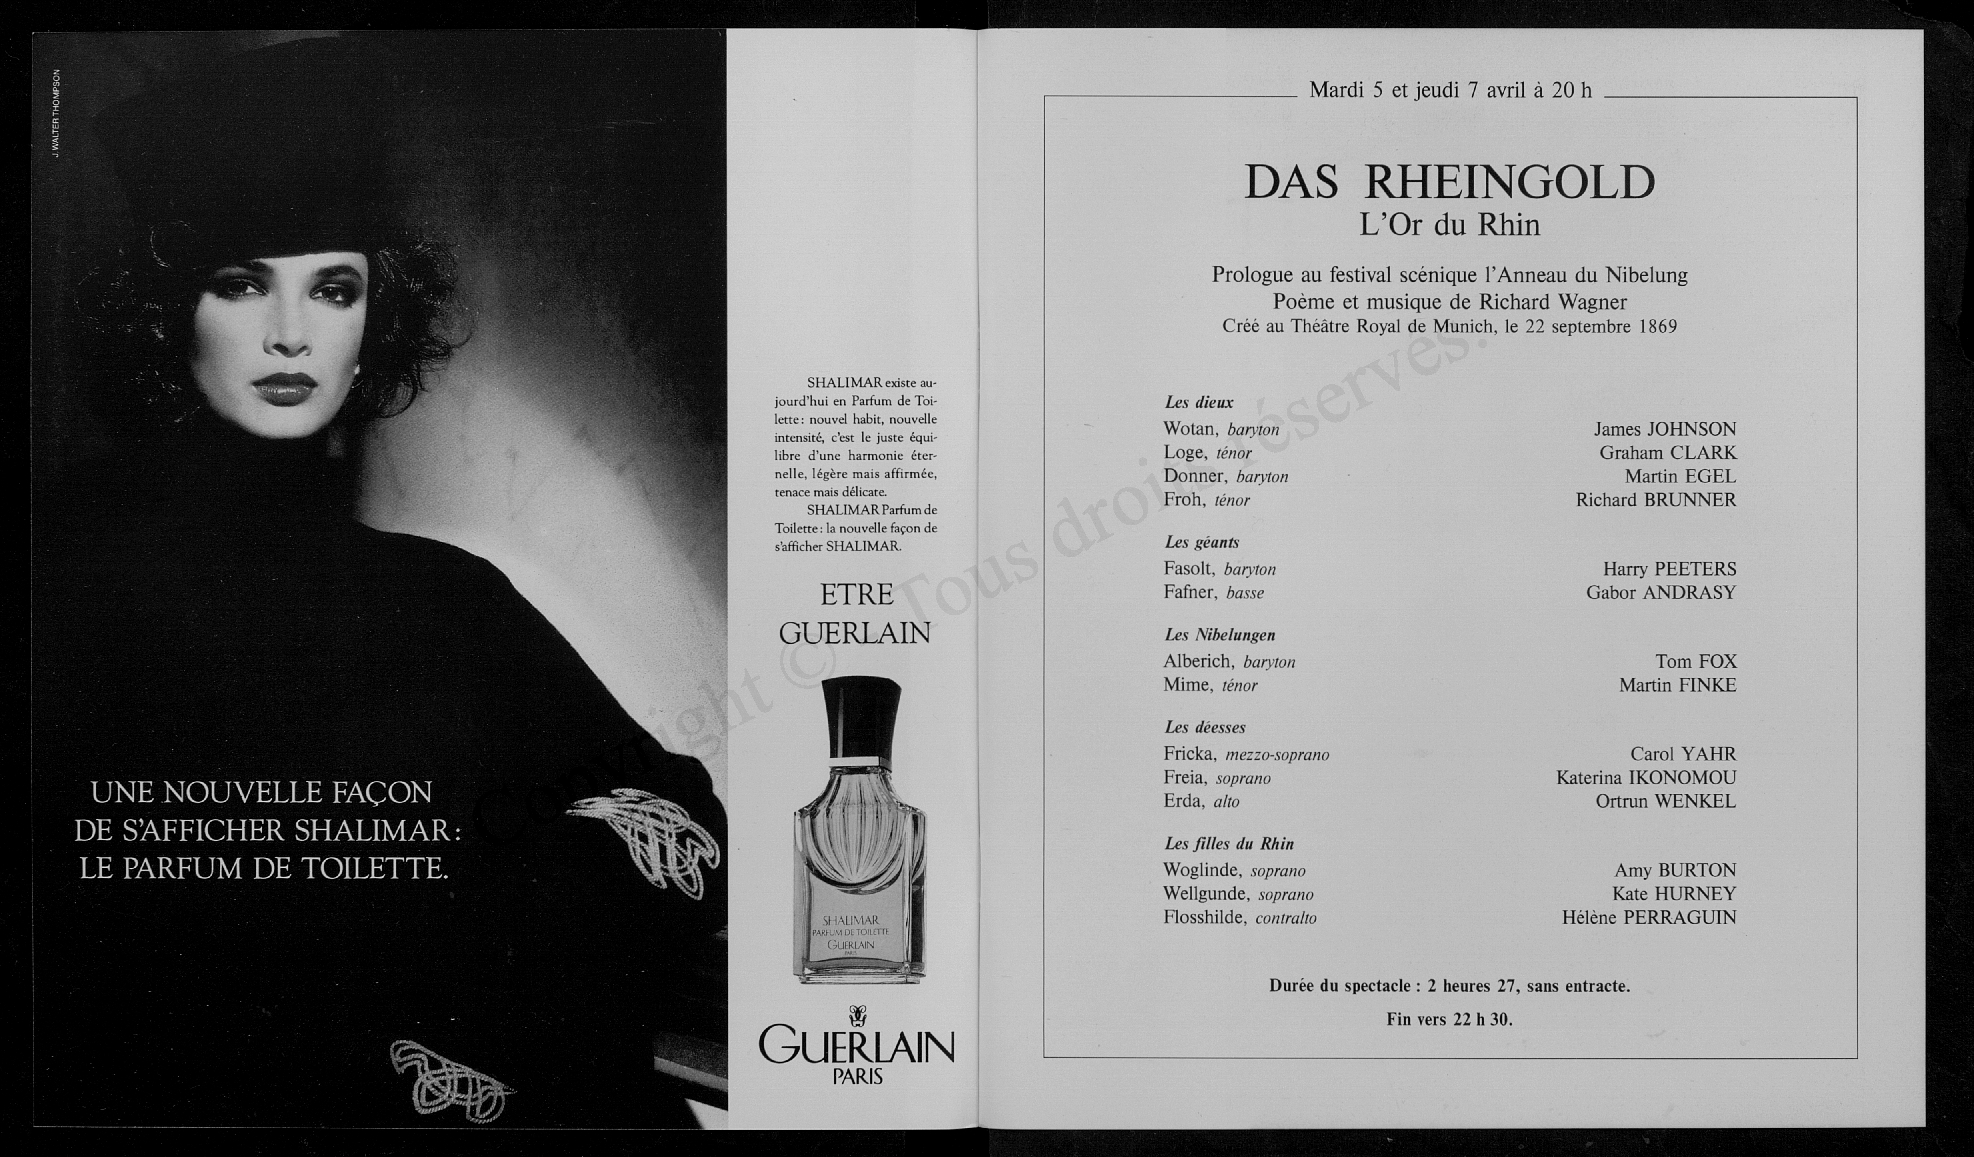 J. WALTER THOMPSON
UNE NOUVELLE FAÇON
DE S'AFFICHER SHALIMAR:
LE PARFUM DE TOILETTE.
SHALIMAR existe au-
jourd'hui en Parfum de Toi-
lette: nouvel habit, nouvelle
intensité, c'est le juste équi-
libre d'une harmonie éter-
nelle, légère mais affirmée,
tenace mais délicate.
SHALIMAR Parfum de
Toilette: la nouvelle façon de
s'afficher SHALIMAR.
ETRE
GUERLAIN
SHALIMAR
PARFUM DE TOILETTE
GUERLAIN
PARIS
GUERLAIN
PARIS
Mardi 5 et jeudi 7 avril à 20 h
DAS RHEINGOLD
L'Or du Rhin
Prologue au festival scénique l'Anneau du Nibelung
Poème et musique de Richard Wagner
Créé au Théâtre Royal de Munich, le 22 septembre 1869
Les dieux
Wotan, baryton James JOHNSON
Loge, ténor Graham CLARK
Donner, baryton Martin EGEL
Froh, ténor Richard BRUNNER
Les géants
Fasolt, baryton Harry PEETERS
Fafner, basse Gabor ANDRASY
Les Nibelungen
Alberich, baryton Tom FOX
Mime, ténor Martin FINKE
Les déesses
Fricka, mezzo-soprano Carol YAHR
Freia, soprano Katerina IKONOMOU
Erda, alto Ortrun WENKEL
Les filles du Rhin
Woglinde, soprano Amy BURTON
Wellgunde, soprano Kate HURNEY
Flosshilde, contralto Hélène PERRAGUIN
Durée du spectacle : 2 heures 27, sans entracte.
Fin vers 22 h 30.
Copyright © - Tous droits réservés.